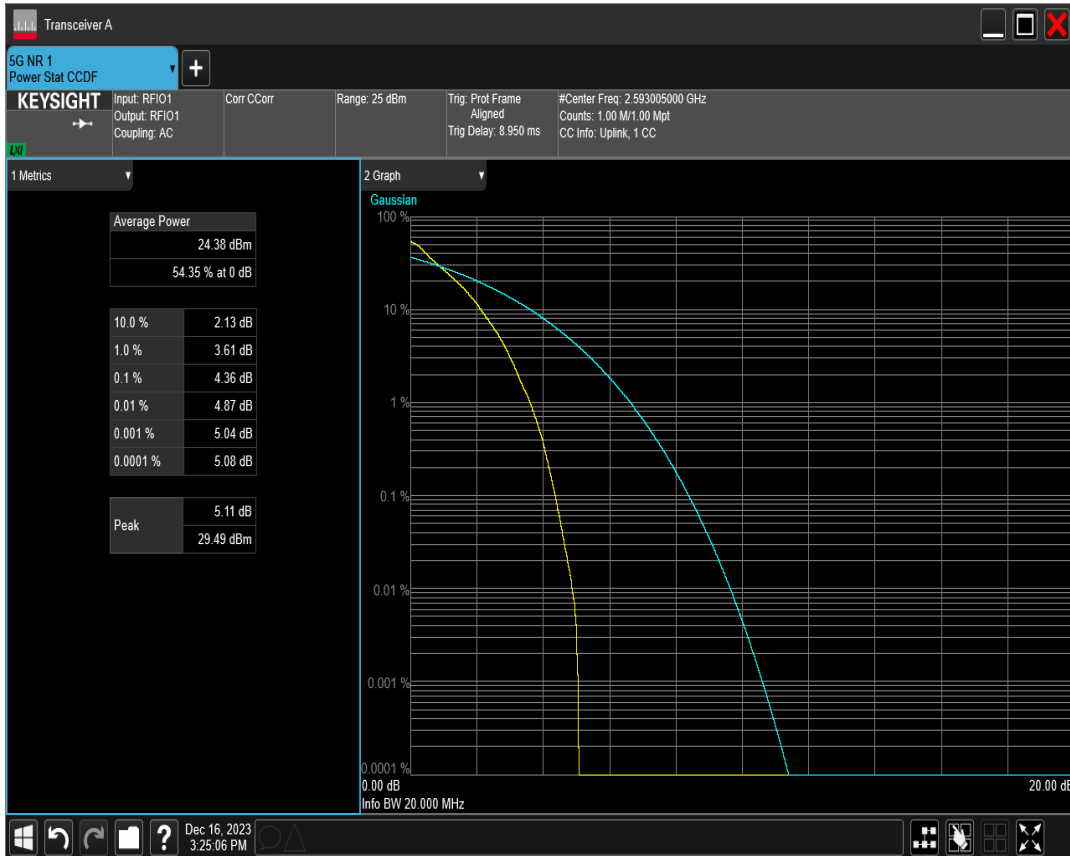 Transceiver A
5G NR 1
Power Stat CCDF
+
KEYSIGHT
LXI
Input: RFIO1
Output: RFIO1
Coupling: AC
Corr CCorr
Range: 25 dBm
Trig: Prot Frame
Aligned
Trig Delay: 8.950 ms
#Center Freq: 2.593005000 GHz
Counts: 1.00 M/1.00 Mpt
CC Info: Uplink, 1 CC
1 Metrics
Average Power
24.38 dBm
54.35 % at 0 dB
10.0 % 2.13 dB
1.0 % 3.61 dB
0.1 % 4.36 dB
0.01 % 4.87 dB
0.001 % 5.04 dB
0.0001 % 5.08 dB
Peak 5.11 dB
29.49 dBm
2 Graph
Gaussian
100 %
10 %
1 %
0.1 %
0.01 %
0.001 %
0.0001 %
0.00 dB 20.00 dB
Info BW 20.000 MHz
?
Dec 16, 2023
3:25:06 PM